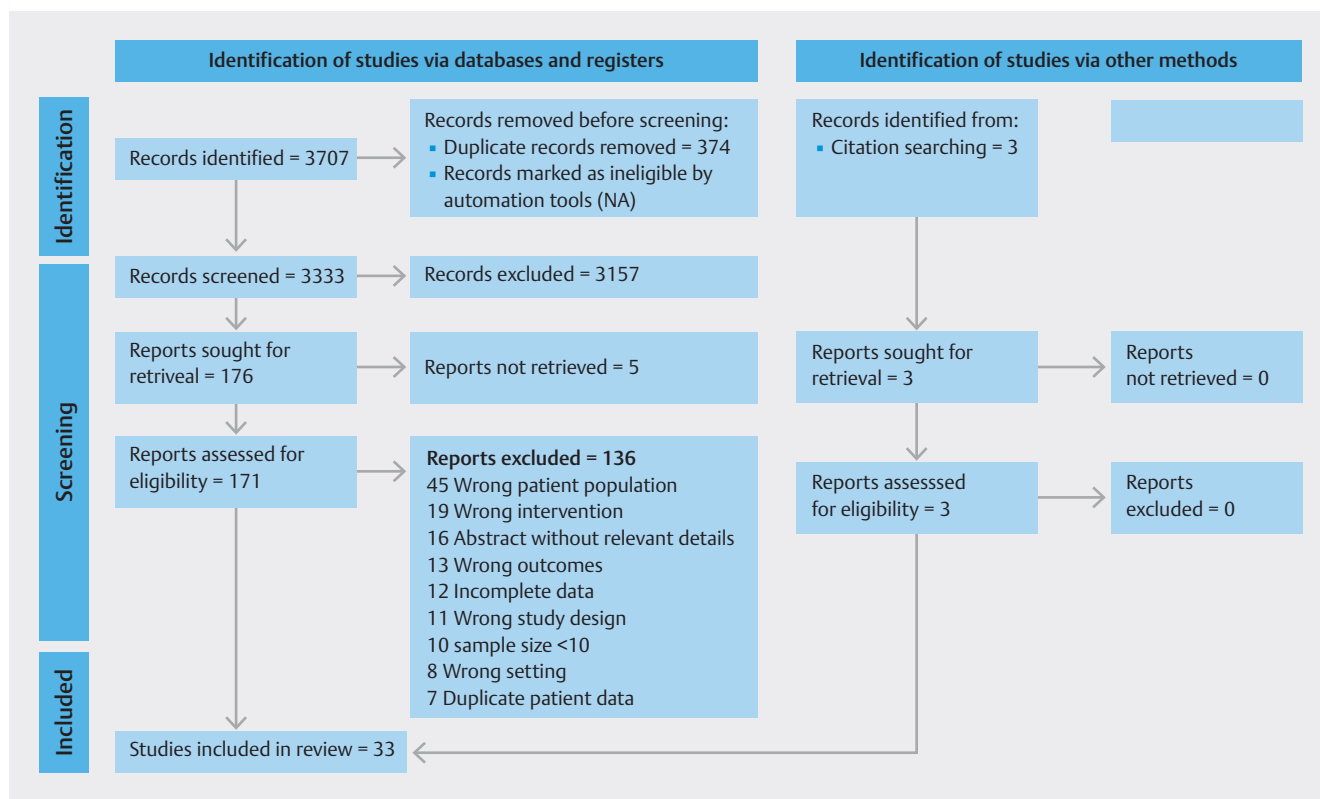 Identification of studies via databases and registers
Identification of studies via other methods
Identification
Records identified = 3707
Records removed before screening:
▪ Duplicate records removed = 374
▪ Records marked as ineligible by
automation tools (NA)
Records identified from:
▪ Citation searching = 3
Screening
Records screened = 3333
Records excluded = 3157
Reports sought for
retriveal = 176
Reports not retrieved = 5
Reports sought for
retrieval = 3
Reports
not retrieved = 0
Reports assessed for
eligibility = 171
Reports excluded = 136
45 Wrong patient population
19 Wrong intervention
16 Abstract without relevant details
13 Wrong outcomes
12 Incomplete data
11 Wrong study design
10 sample size <10
8 Wrong setting
7 Duplicate patient data
Reports assesssed
for eligibility = 3
Reports
excluded = 0
Included
Studies included in review = 33